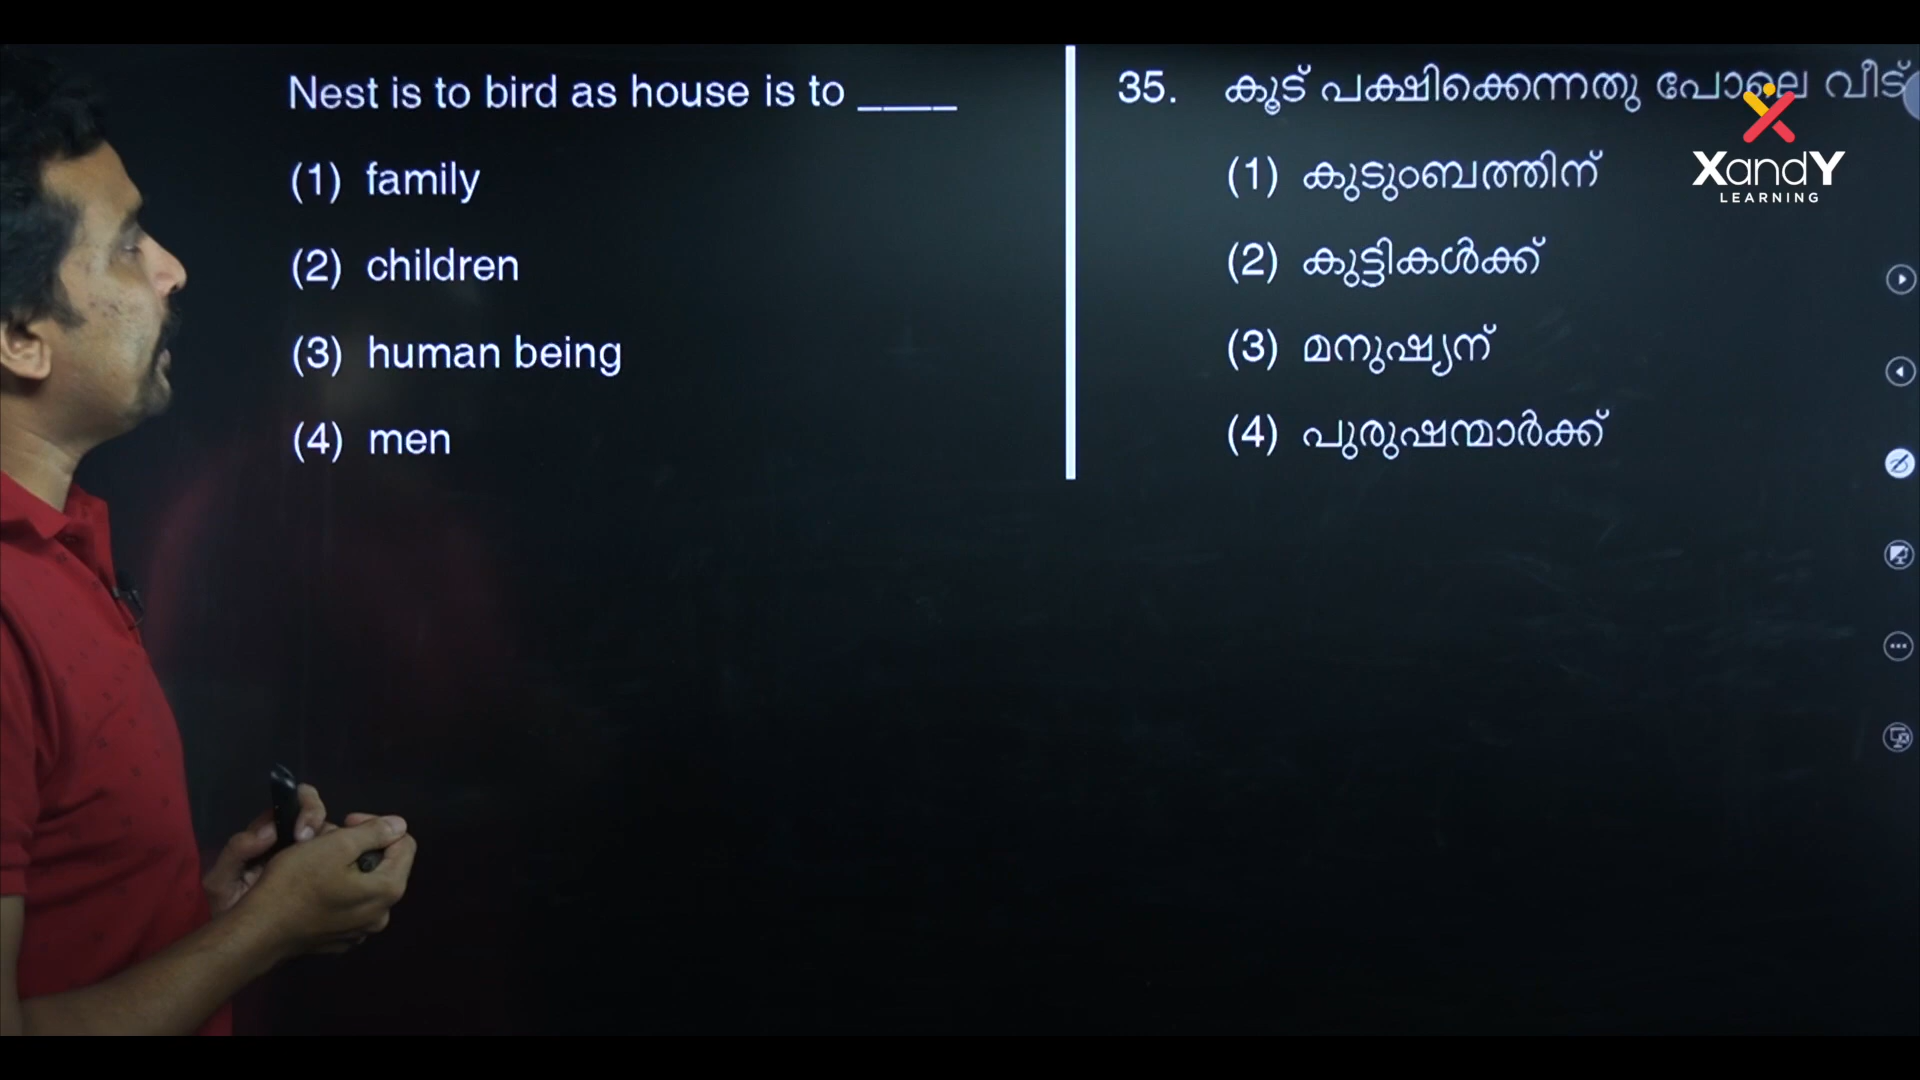 Nest is to bird as house is to ____
(1) family
(2) children
(3) human being
(4) men
35. കൂട് പക്ഷിക്കെന്നതു പോലെ വീട്
(1) കുടുംബത്തിന്
(2) കുട്ടികൾക്ക്
(3) മനുഷ്യന്
(4) പുരുഷന്മാർക്ക്
XandY
LEARNING